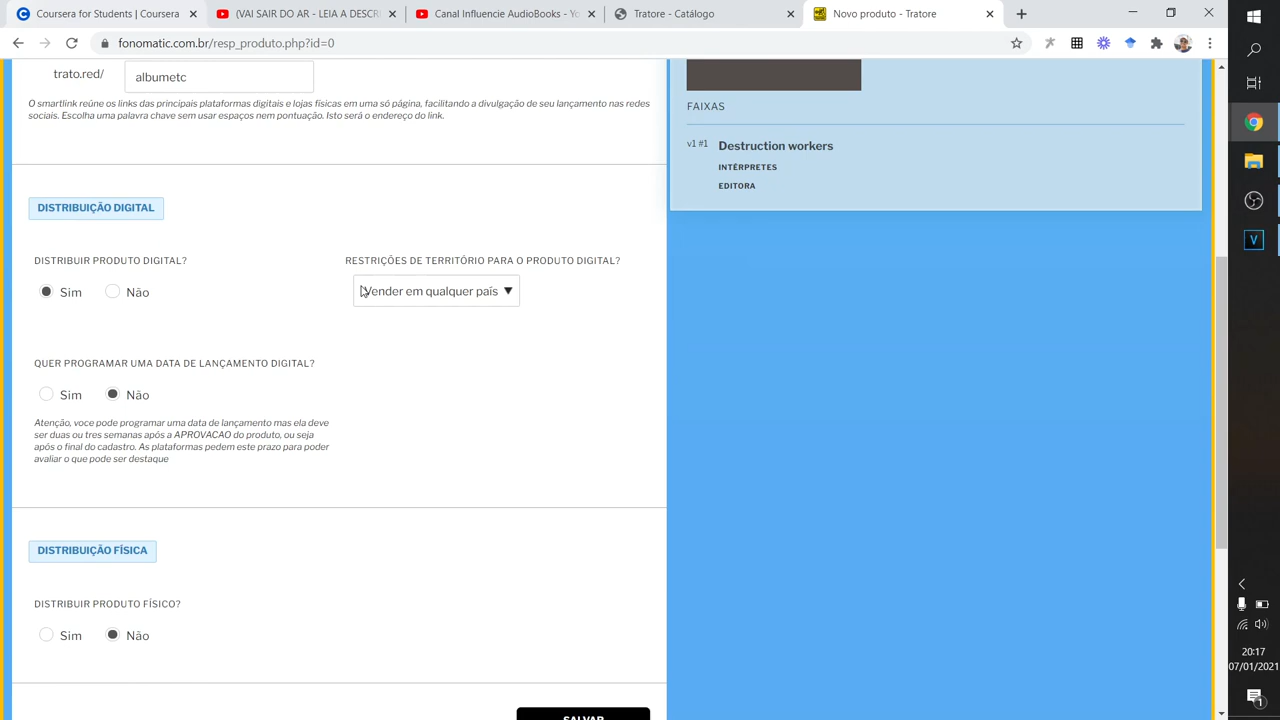 Coursera for Students | Coursera
(VAI SAIR DO AR - LEIA A DESCRI
Canal Influencie AudioBooks - Yo
Tratore - Catálogo
Novo produto - Tratore
fonomatic.com.br/resp_produto.php?id=0
trato.red/
albumetc
O smartlink reúne os links das principais plataformas digitais e lojas físicas em uma só página, facilitando a divulgação de seu lançamento nas redes
sociais. Escolha uma palavra chave sem usar espaços nem pontuação. Isto será o endereço do link.
FAIXAS
v1 #1 Destruction workers
INTÉRPRETES
EDITORA
DISTRIBUIÇÃO DIGITAL
DISTRIBUIR PRODUTO DIGITAL?
RESTRIÇÕES DE TERRITÓRIO PARA O PRODUTO DIGITAL?
Sim Não
Vender em qualquer país
QUER PROGRAMAR UMA DATA DE LANÇAMENTO DIGITAL?
Sim Não
Atenção, voce pode programar uma data de lançamento mas ela deve
ser duas ou tres semanas após a APROVACAO do produto, ou seja
após o final do cadastro. As plataformas pedem este prazo para poder
avaliar o que pode ser destaque
DISTRIBUIÇÃO FÍSICA
DISTRIBUIR PRODUTO FÍSICO?
Sim Não
SALVAR
V
20:17
07/01/2021
1